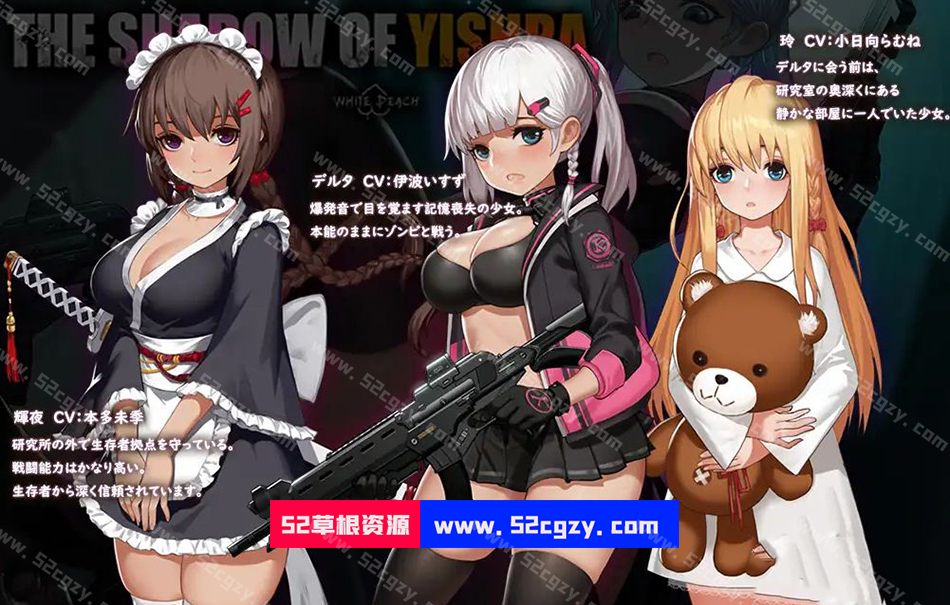 THE SHADOW OF YISHRA
WHITE PEACH
玲 CV:小日向らむね
デルタに会う前は、
研究室の奥深くにある
静かな部屋に一人でいた少女。
デルタ CV:伊波いすず
爆発音で目を覚ます記憶喪失の少女。
本能のままにゾンビと戦う。
輝夜 CV:本多未季
研究所の外で生存者拠点を守っている。
戦闘能力はかなり高い。
生存者から深く信頼されています。
52草根资源 www.52cgzy.com